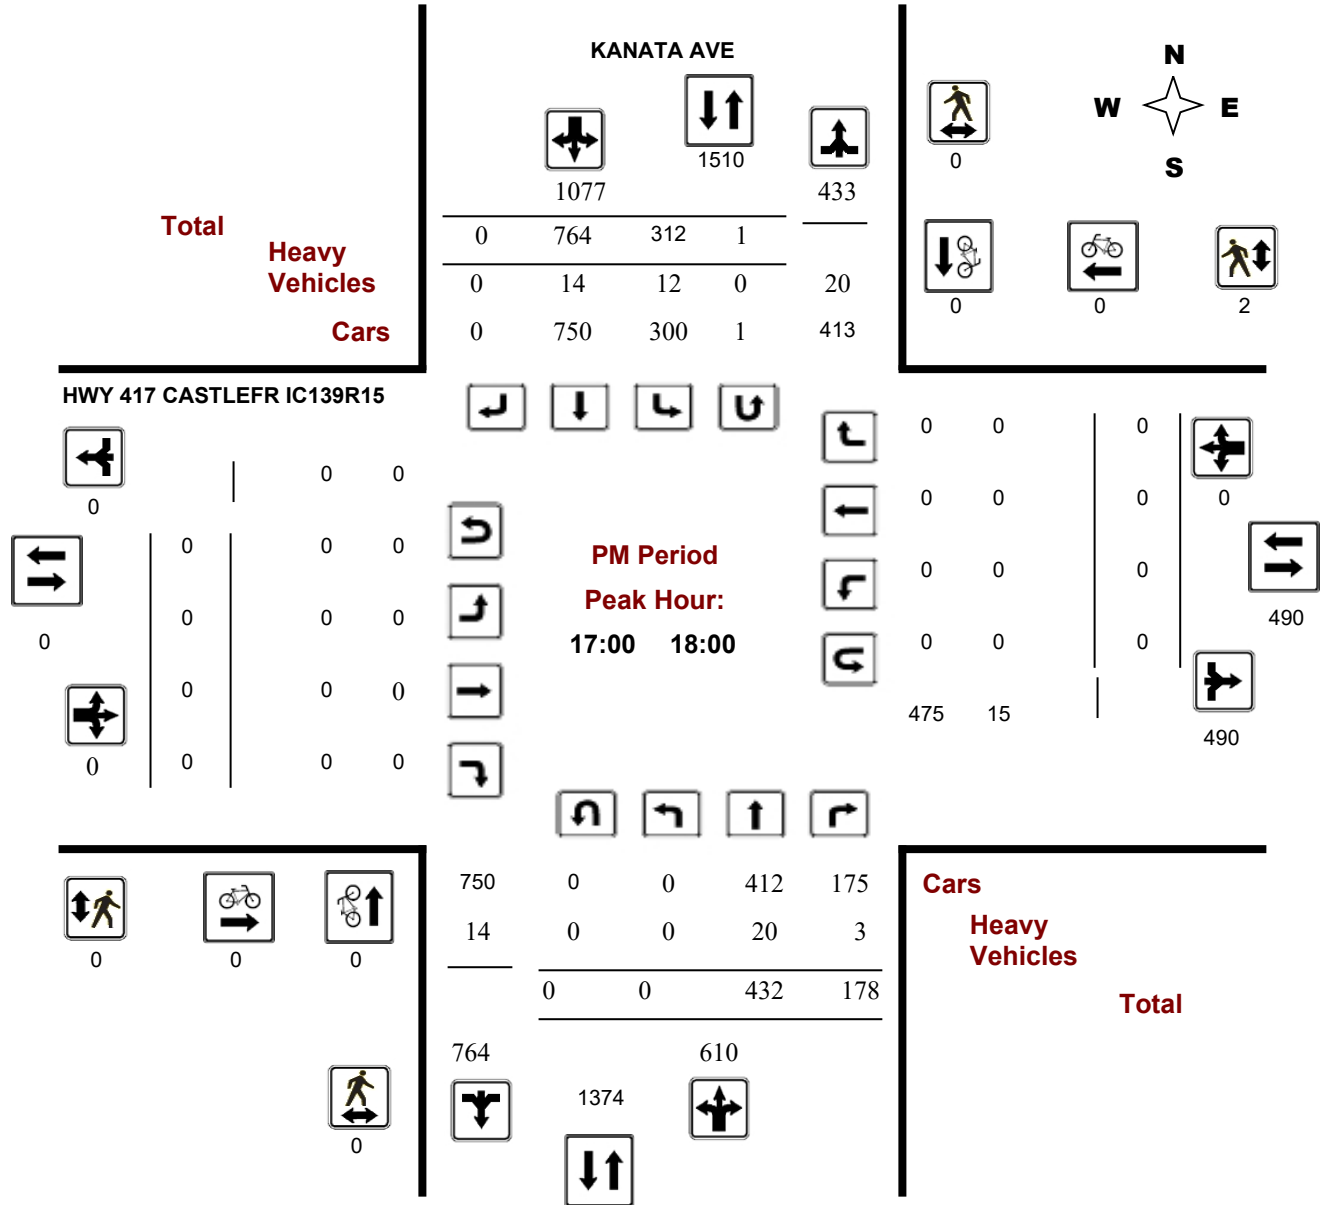 KANATA AVE
N
W E
S
1510
0
1077 433
Total 0 764 312 1
Heavy
Vehicles 0 14 12 0 20
0 0 2
Cars 0 750 300 1 413
HWY 417 CASTLEFR IC139R15
0 0 0
0 0
0 0 0 0
0
0 0 0
PM Period
0 0 0
Peak Hour:
0 0 0
490
17:00 18:00
0
0 0 0
0 0 0
475 15
490
0 0 0 0
750 0 0 412 175 Cars
14 0 0 20 3 Heavy
Vehicles
0 0 0
0 0 432 178 Total
764 610
1374
0